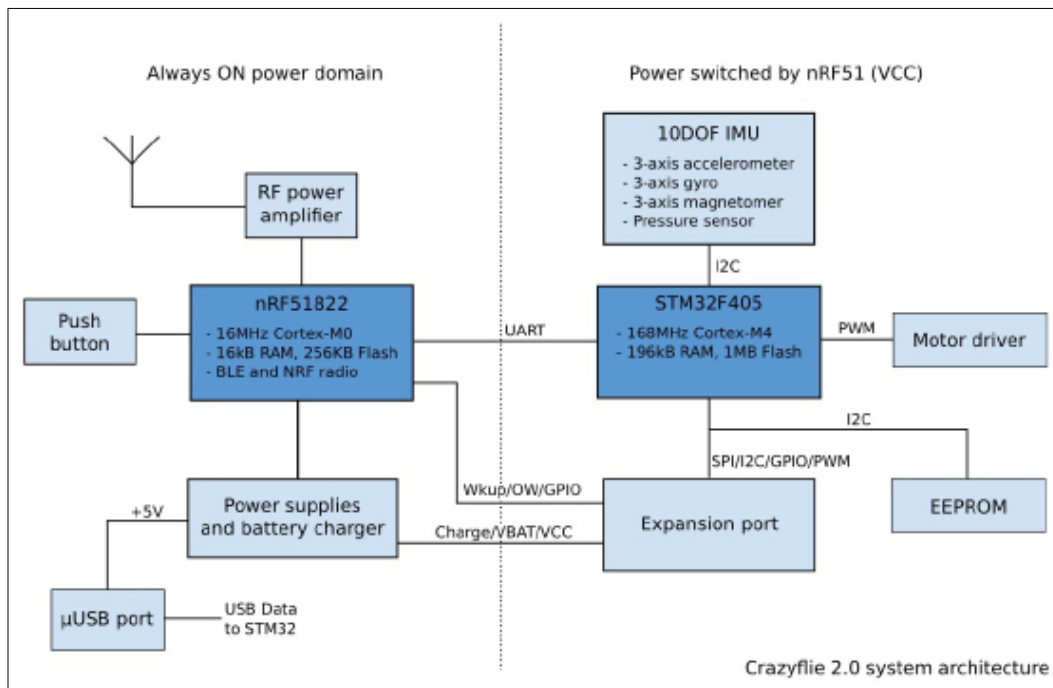 Always ON power domain
Power switched by nRF51 (VCC)
10DOF IMU
- 3-axis accelerometer
- 3-axis gyro
- 3-axis magnetomer
- Pressure sensor
RF power
amplifier
I2C
nRF51822
- 16MHz Cortex-M0
- 16kB RAM, 256KB Flash
- BLE and NRF radio
Push
button
UART
STM32F405
- 168MHz Cortex-M4
- 196kB RAM, 1MB Flash
PWM
Motor driver
I2C
SPI/I2C/GPIO/PWM
Wkup/OW/GPIO
Power supplies
and battery charger
+5V
Charge/VBAT/VCC
Expansion port
EEPROM
µUSB port
USB Data
to STM32
Crazyflie 2.0 system architecture